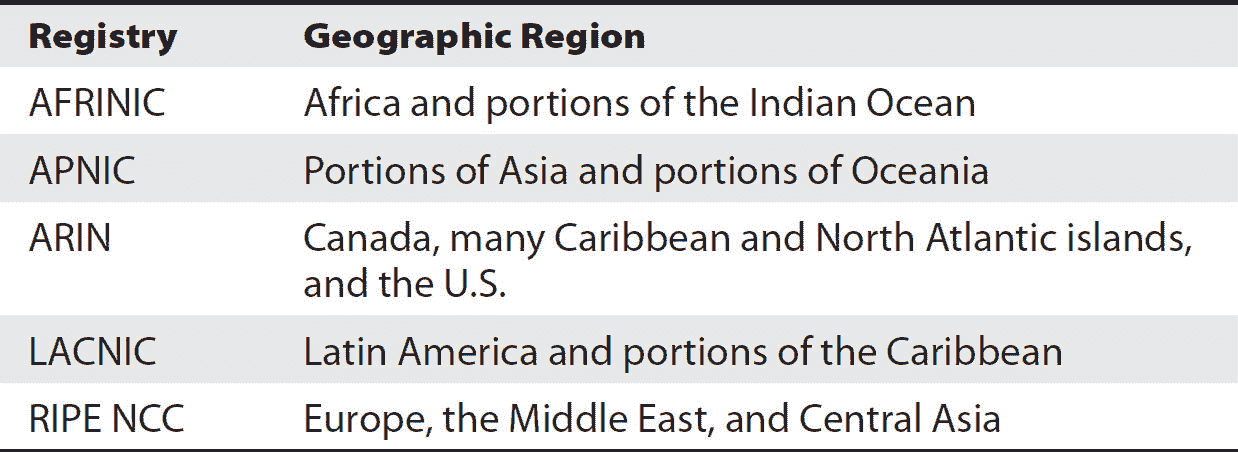 Registry Geographic Region
AFRINIC Africa and portions of the Indian Ocean
APNIC Portions of Asia and portions of Oceania
ARIN Canada, many Caribbean and North Atlantic islands,
and the U.S.
LACNIC Latin America and portions of the Caribbean
RIPE NCC Europe, the Middle East, and Central Asia